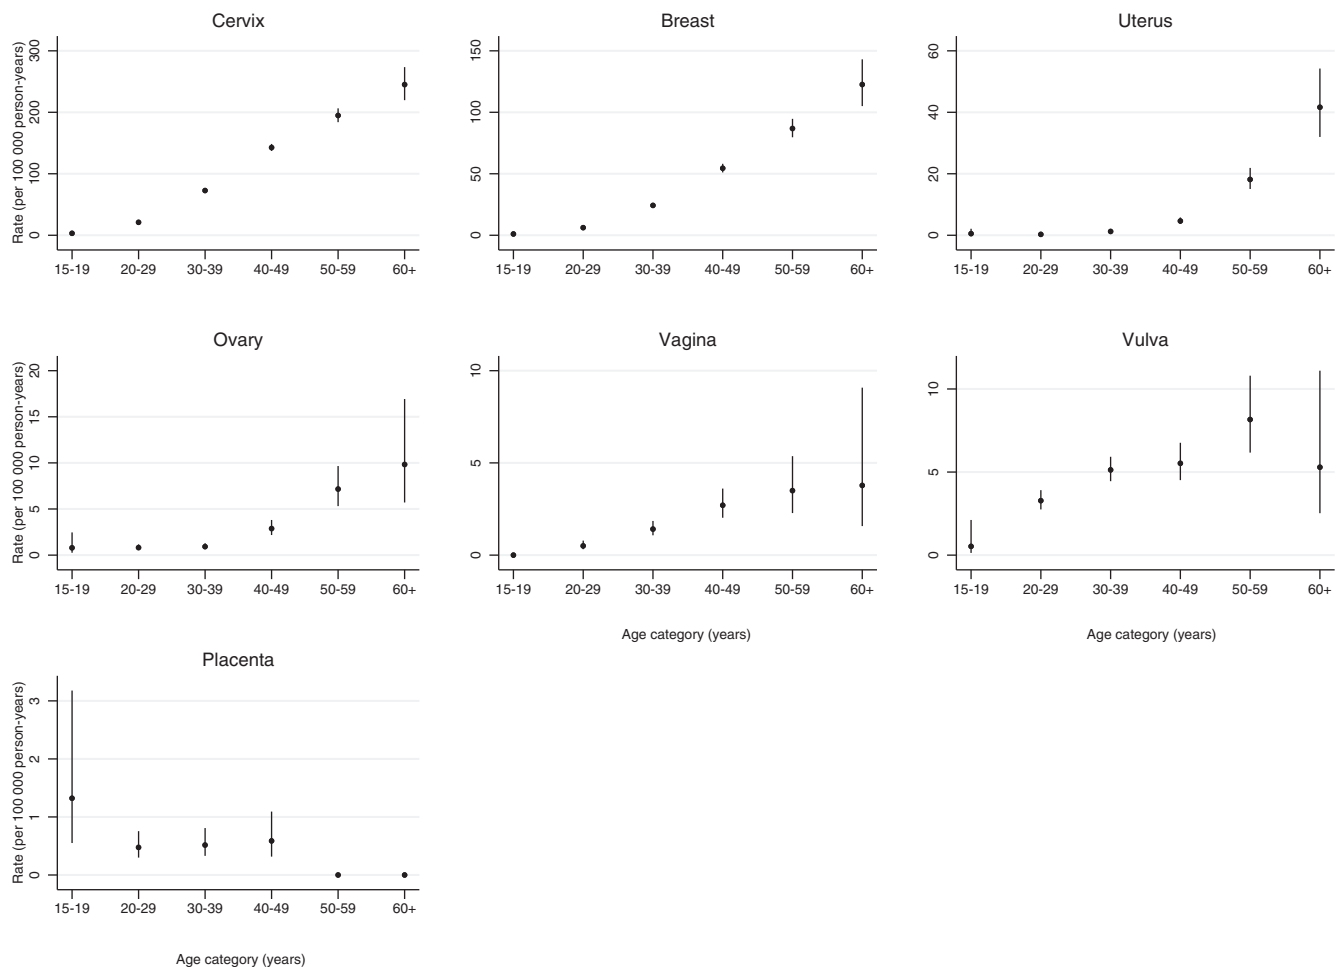 Cervix
Rate (per 100 000 person-years)
300
200
100
0
15-19 20-29 30-39 40-49 50-59 60+
Breast
150
100
50
0
15-19 20-29 30-39 40-49 50-59 60+
Uterus
60
40
20
0
15-19 20-29 30-39 40-49 50-59 60+
Ovary
Rate (per 100 000 person-years)
20
15
10
5
0
15-19 20-29 30-39 40-49 50-59 60+
Vagina
10
5
0
15-19 20-29 30-39 40-49 50-59 60+
Age category (years)
Vulva
10
5
0
15-19 20-29 30-39 40-49 50-59 60+
Age category (years)
Placenta
Rate (per 100 000 person-years)
3
2
1
0
15-19 20-29 30-39 40-49 50-59 60+
Age category (years)